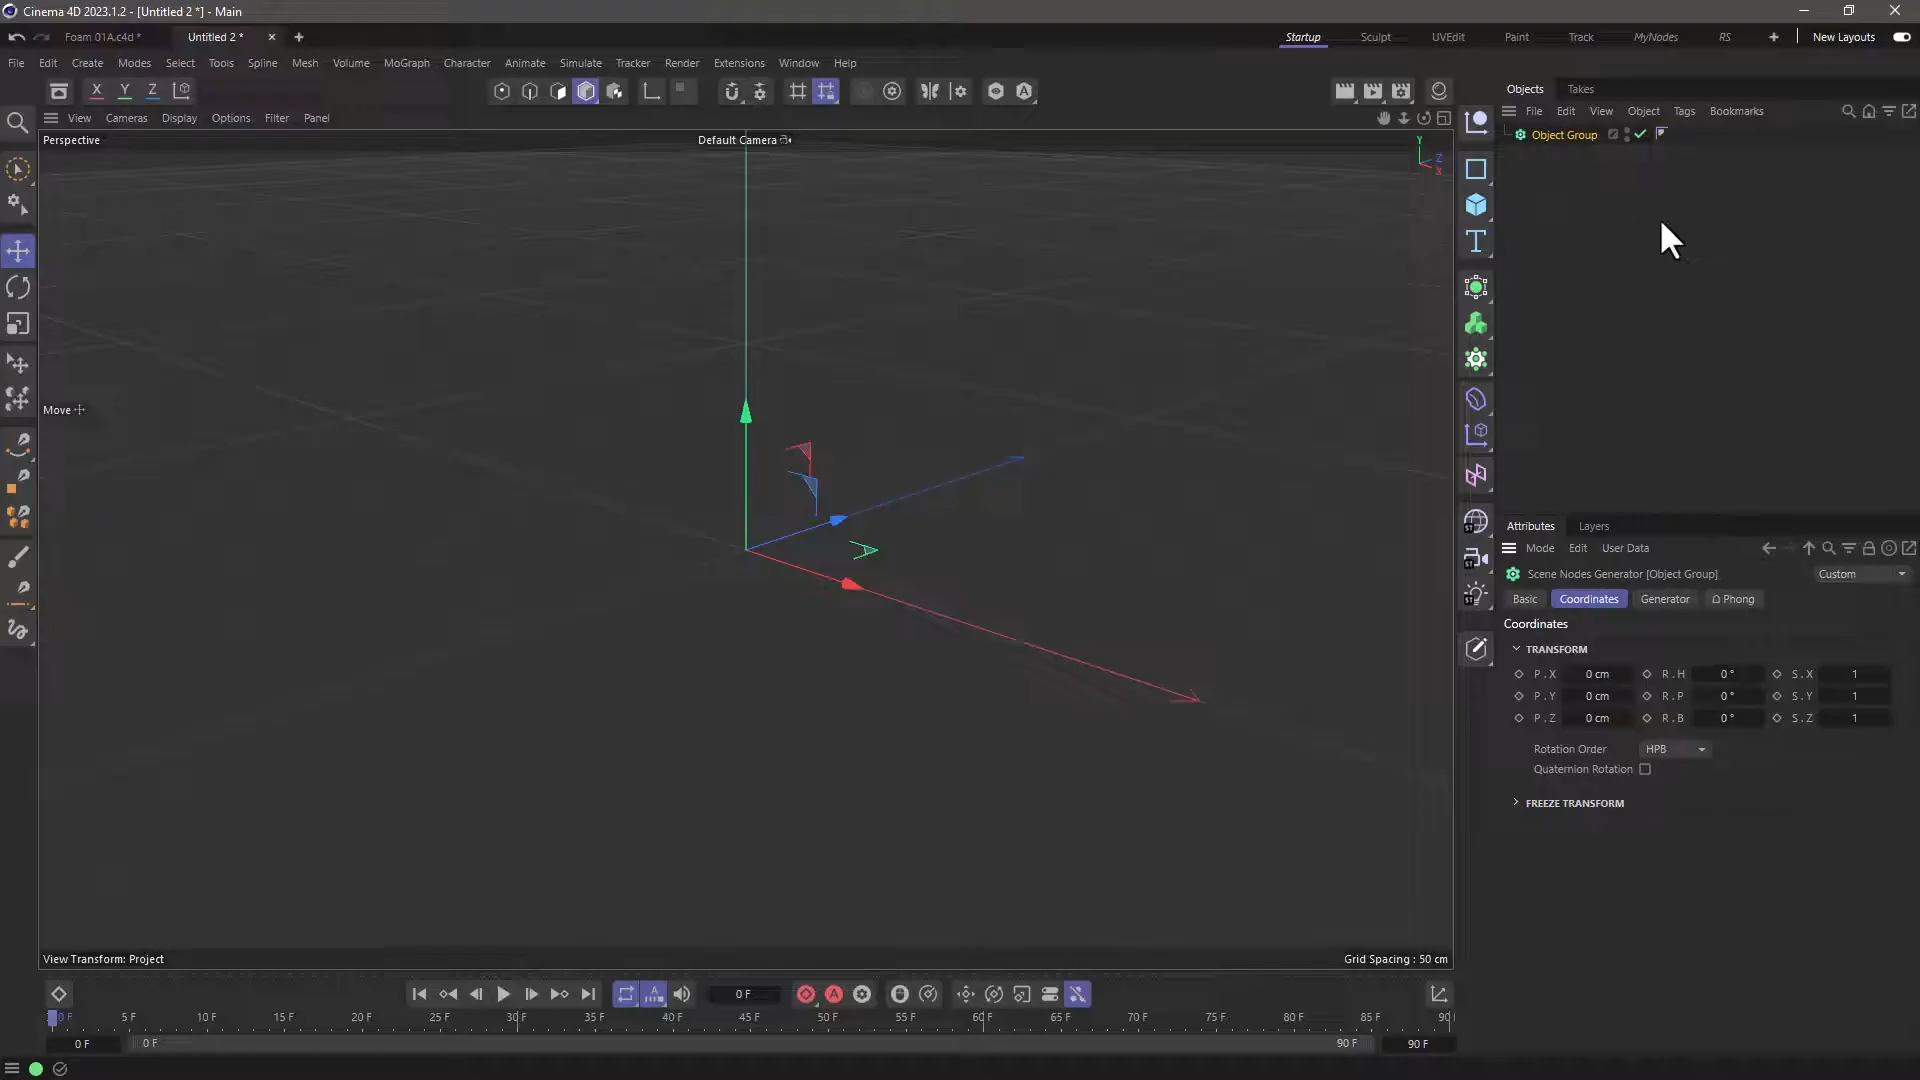 Cinema 4D 2023.1.2 - [Untitled 2 *] - Main
Foam 01A.c4d *
Untitled 2 *
Startup
Sculpt
UVEdit
Paint
Track
MyNodes
RS
New Layouts
File Edit Create Modes Select Tools Spline Mesh Volume MoGraph Character Animate Simulate Tracker Render Extensions Window Help
X Y Z
Objects
Takes
View Cameras Display Options Filter Panel
File Edit View Object Tags Bookmarks
Perspective
Default Camera
Y
Z
X
Object Group
Move
Attributes
Layers
Mode Edit User Data
Scene Nodes Generator [Object Group]
Custom
Basic
Coordinates
Generator
Phong
Coordinates
TRANSFORM
P . X 0 cm R . H 0 ° S . X 1
P . Y 0 cm R . P 0 ° S . Y 1
P . Z 0 cm R . B 0 ° S . Z 1
Rotation Order HPB
Quaternion Rotation
FREEZE TRANSFORM
ST
ST
ST
View Transform: Project
Grid Spacing : 50 cm
A
0 F
A
0 F 5 F 10 F 15 F 20 F 25 F 30 F 35 F 40 F 45 F 50 F 55 F 60 F 65 F 70 F 75 F 80 F 85 F 90
0 F
0 F
90 F
90 F